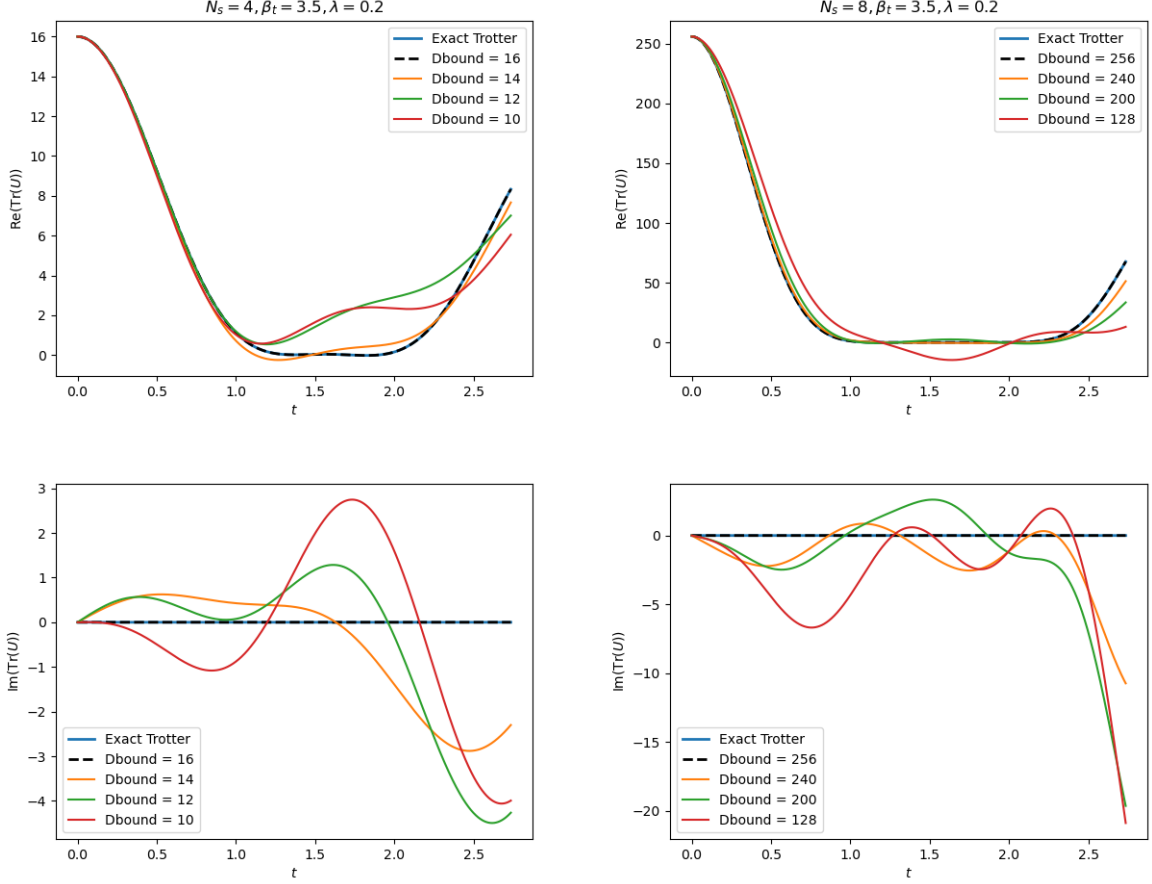 N_s = 4, β_t = 3.5, λ = 0.2
Re(Tr(U))
16
14
12
10
8
6
4
2
0
Exact Trotter
Dbound = 16
Dbound = 14
Dbound = 12
Dbound = 10
0.0 0.5 1.0 1.5 2.0 2.5
t
N_s = 8, β_t = 3.5, λ = 0.2
Re(Tr(U))
250
200
150
100
50
0
Exact Trotter
Dbound = 256
Dbound = 240
Dbound = 200
Dbound = 128
0.0 0.5 1.0 1.5 2.0 2.5
t
Im(Tr(U))
3
2
1
0
−1
−2
−3
−4
Exact Trotter
Dbound = 16
Dbound = 14
Dbound = 12
Dbound = 10
0.0 0.5 1.0 1.5 2.0 2.5
t
Im(Tr(U))
0
−5
−10
−15
−20
Exact Trotter
Dbound = 256
Dbound = 240
Dbound = 200
Dbound = 128
0.0 0.5 1.0 1.5 2.0 2.5
t